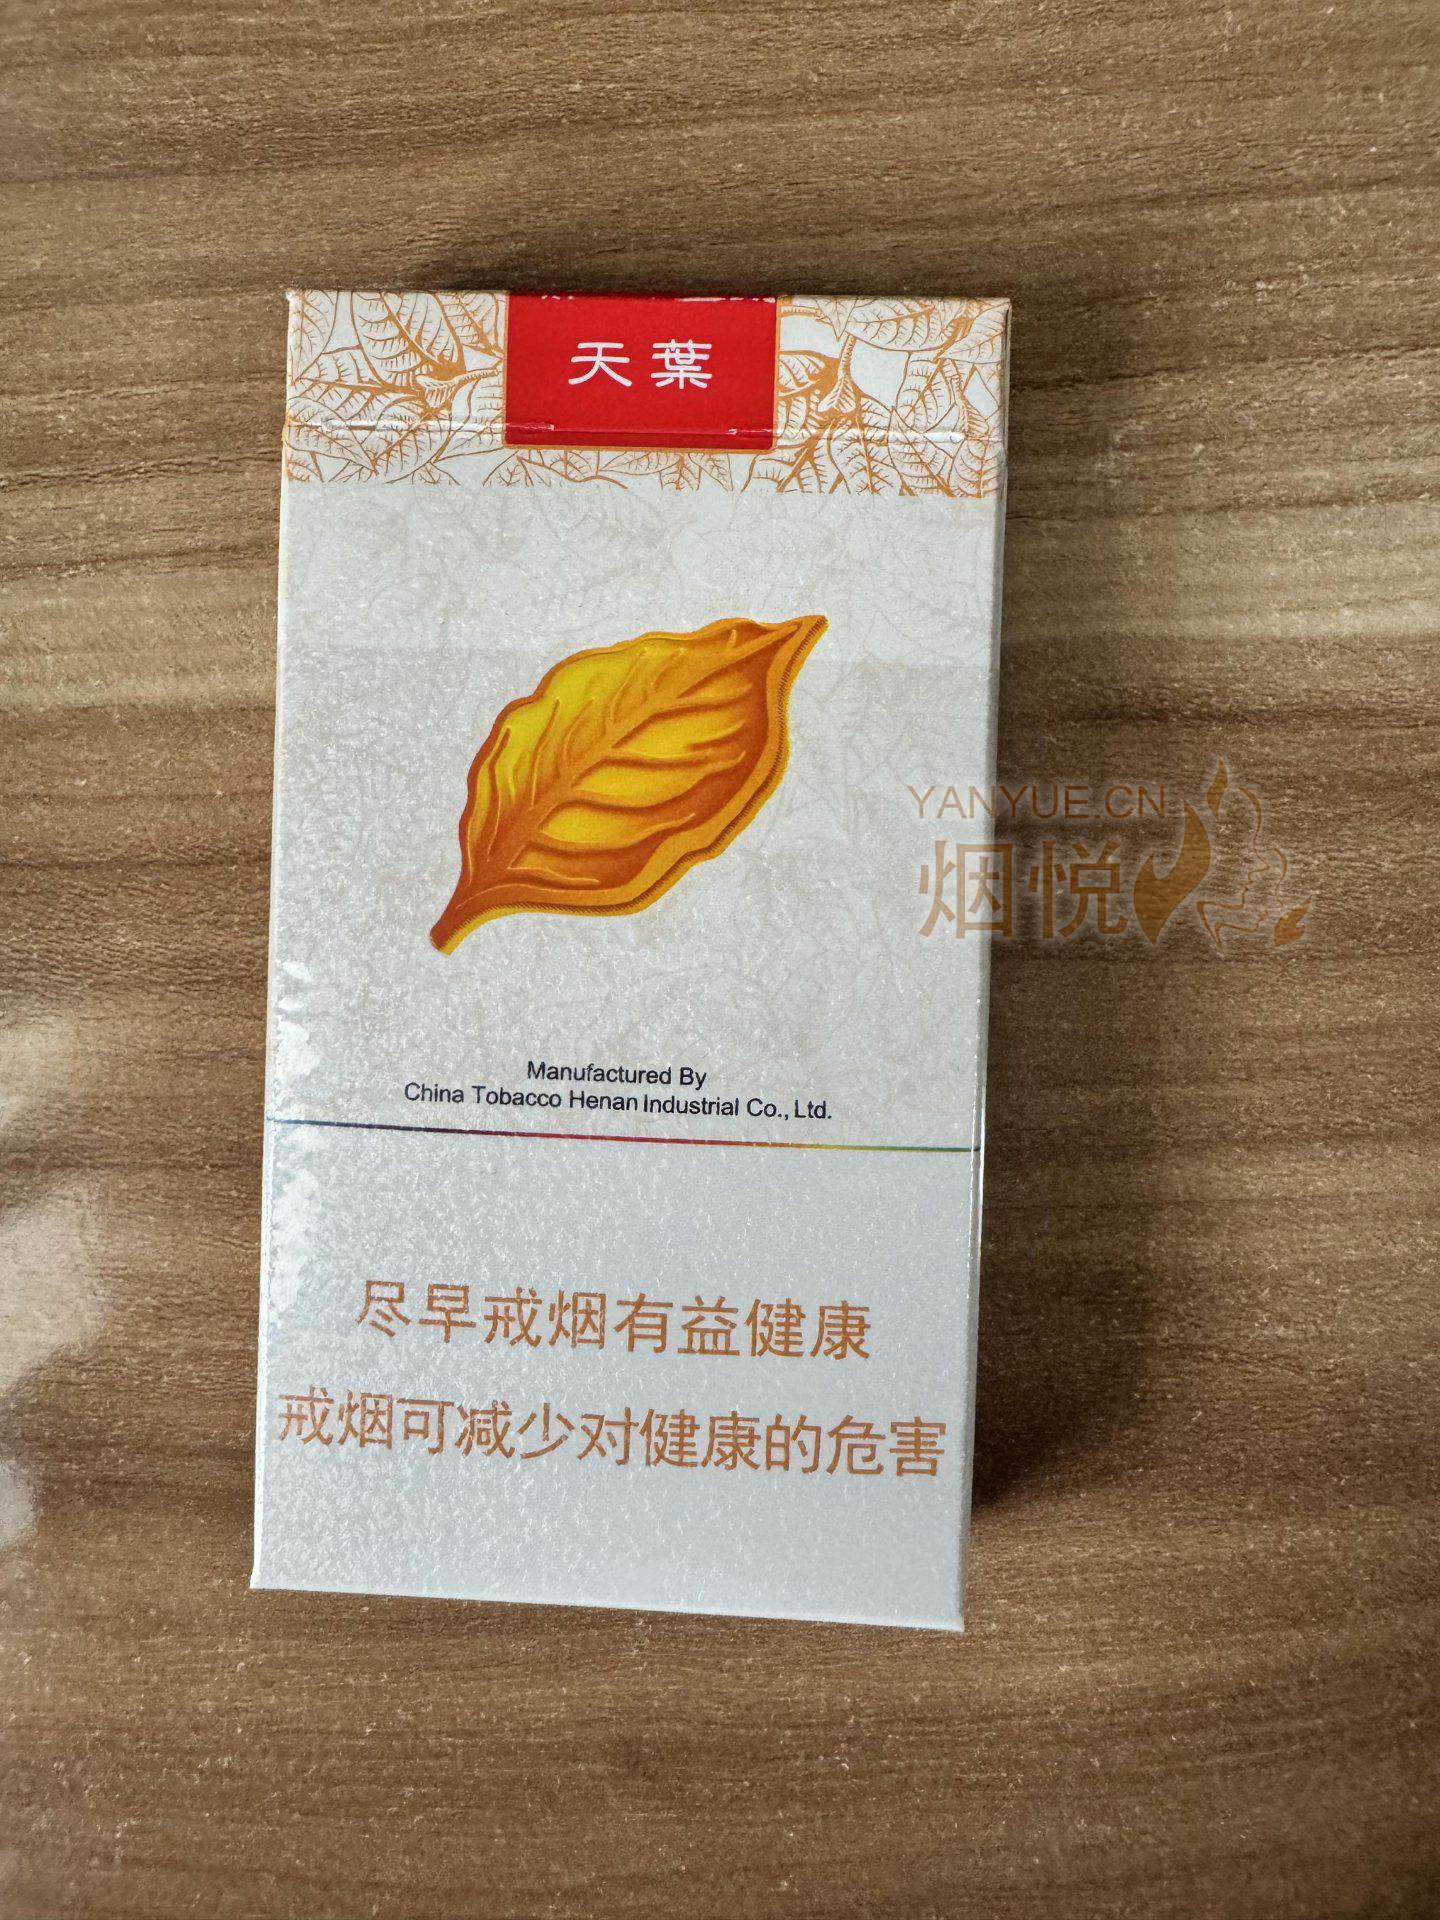 天葉
YANYUE.CN
烟悦
Manufactured By
China Tobacco Henan Industrial Co., Ltd.
尽早戒烟有益健康
戒烟可减少对健康的危害